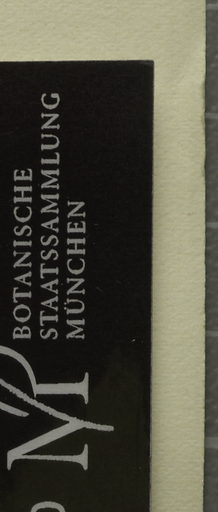 BOTANISCHE
STAATSSAMMLUNG
MÜNCHEN
M